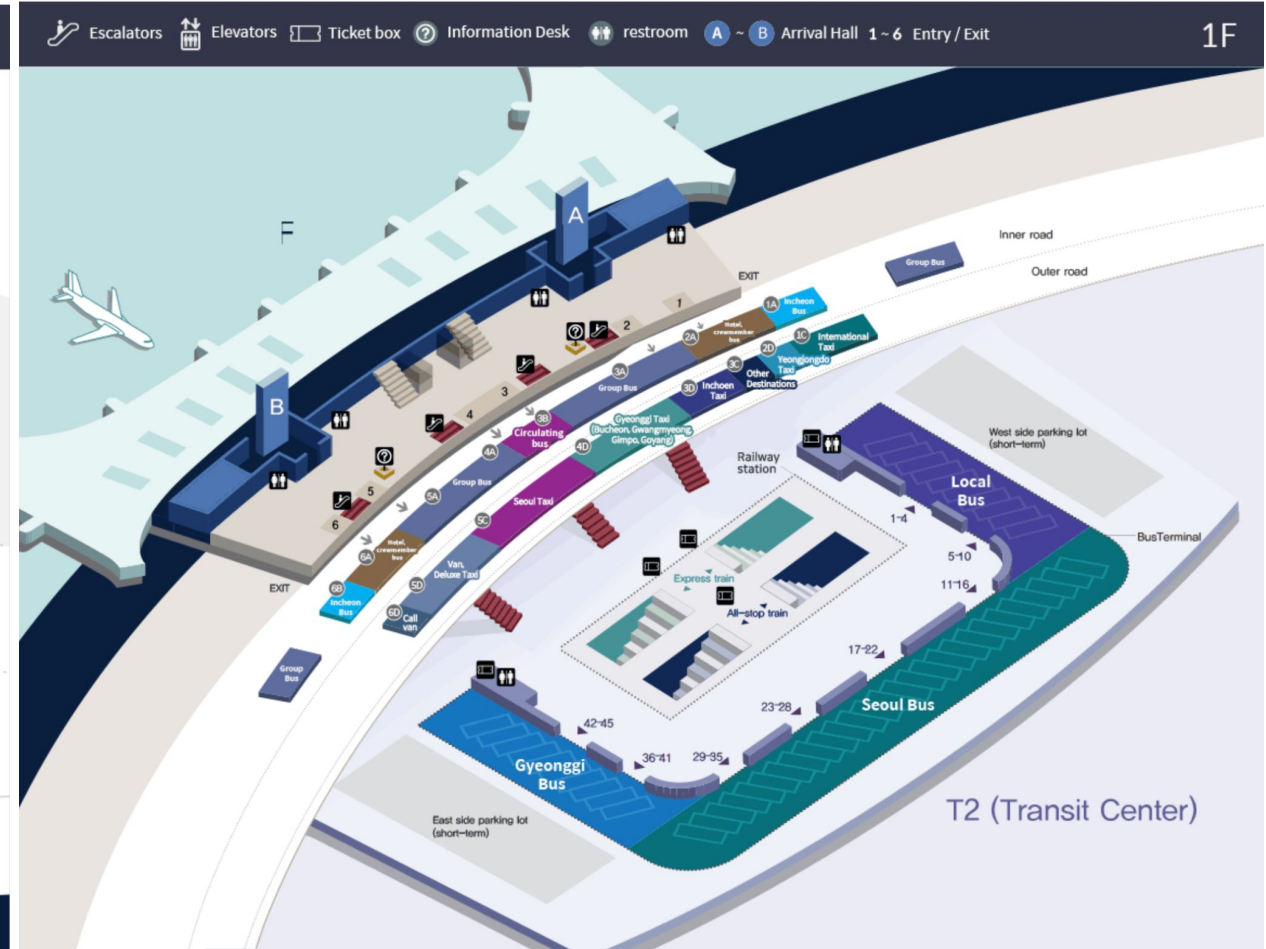 Escalators
Elevators
Ticket box
?
Information Desk
restroom
A ~ B Arrival Hall
1 ~ 6 Entry / Exit
1F
F
A
B
EXIT
EXIT
1
2
3
4
5
6
?
?
Inner road
Outer road
Group Bus
1A
Incheon
Bus
2A
Hotel,
crewmember
bus
3A
Group Bus
3B
Circulating
bus
4A
Group Bus
5A
6A
Hotel,
crewmember
bus
6B
Incheon
Bus
Group
Bus
1C
International
Taxi
2D
Yeongjongdo
Taxi
3C
Other
Destinations
3D
Inchoen
Taxi
4D
Gyeonggi Taxi
(Bucheon, Gwangmyeong,
Gimpo, Goyang)
5C
Seoul Taxi
5D
Van,
Deluxe Taxi
6D
Call
van
Railway
station
Express train
All-stop train
West side parking lot
(short-term)
Local
Bus
BusTerminal
1-4
5-10
11-16
17-22
23-28
29-35
36-41
42-45
Seoul Bus
Gyeonggi
Bus
East side parking lot
(short-term)
T2 (Transit Center)